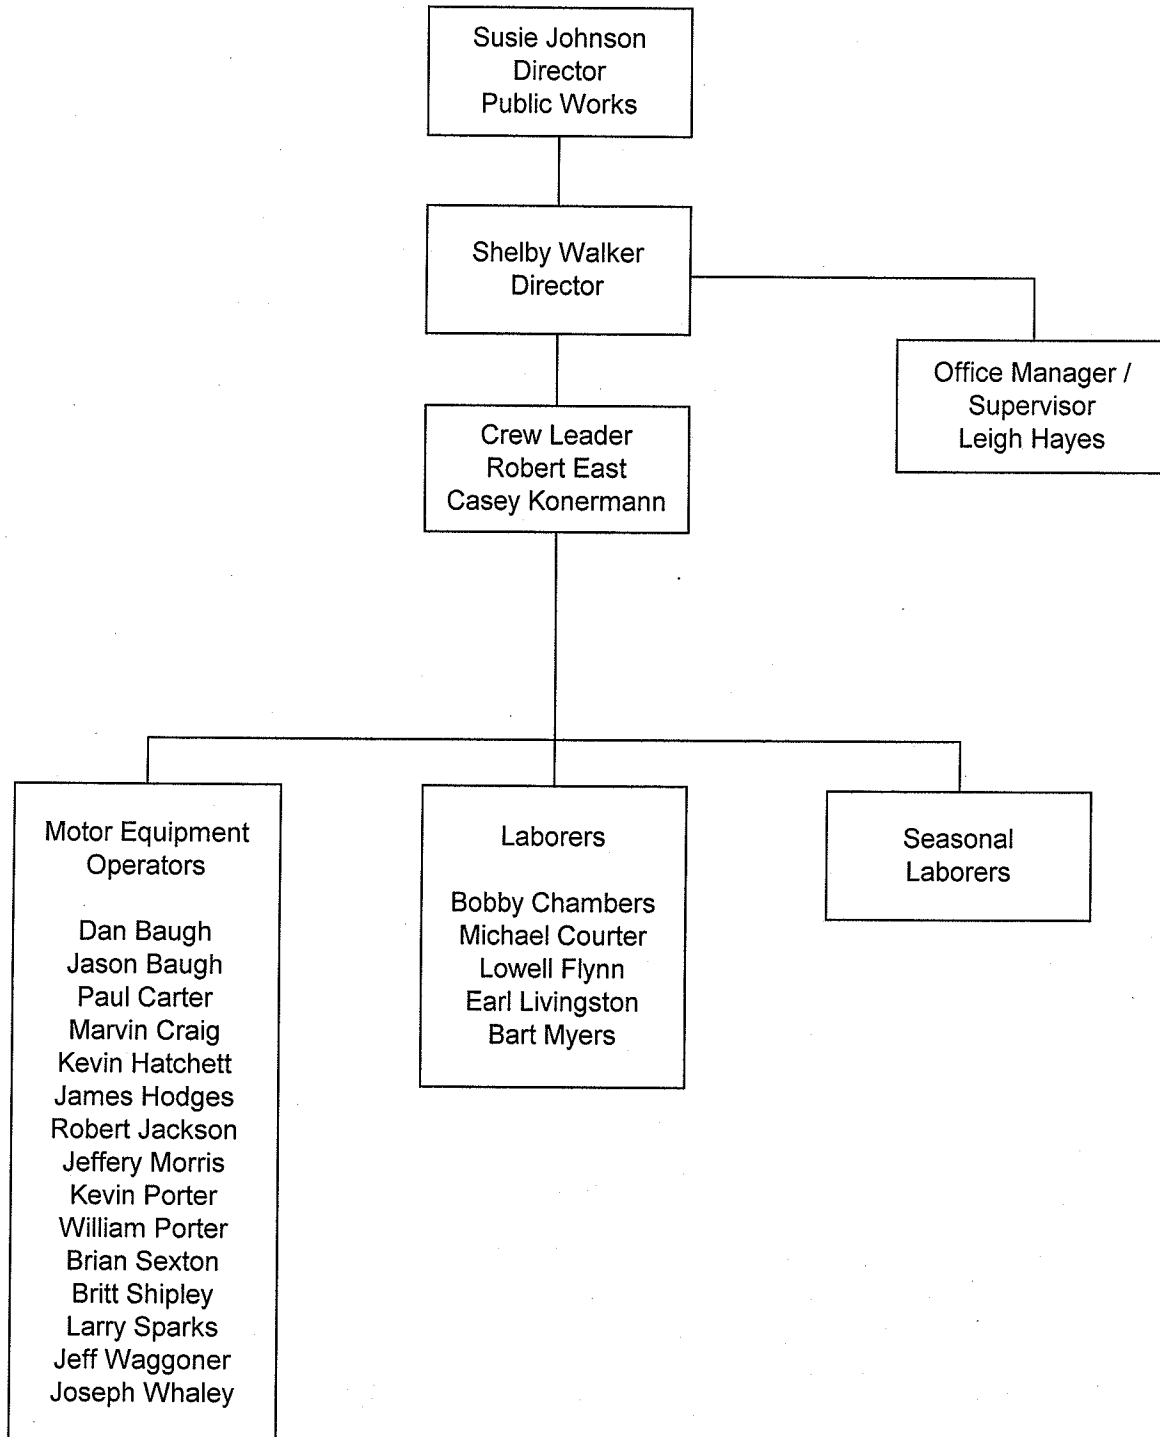 Susie Johnson
Director
Public Works
Shelby Walker
Director
Office Manager /
Supervisor
Leigh Hayes
Crew Leader
Robert East
Casey Konermann
Motor Equipment
Operators
Dan Baugh
Jason Baugh
Paul Carter
Marvin Craig
Kevin Hatchett
James Hodges
Robert Jackson
Jeffery Morris
Kevin Porter
William Porter
Brian Sexton
Britt Shipley
Larry Sparks
Jeff Waggoner
Joseph Whaley
Laborers
Bobby Chambers
Michael Courter
Lowell Flynn
Earl Livingston
Bart Myers
Seasonal
Laborers